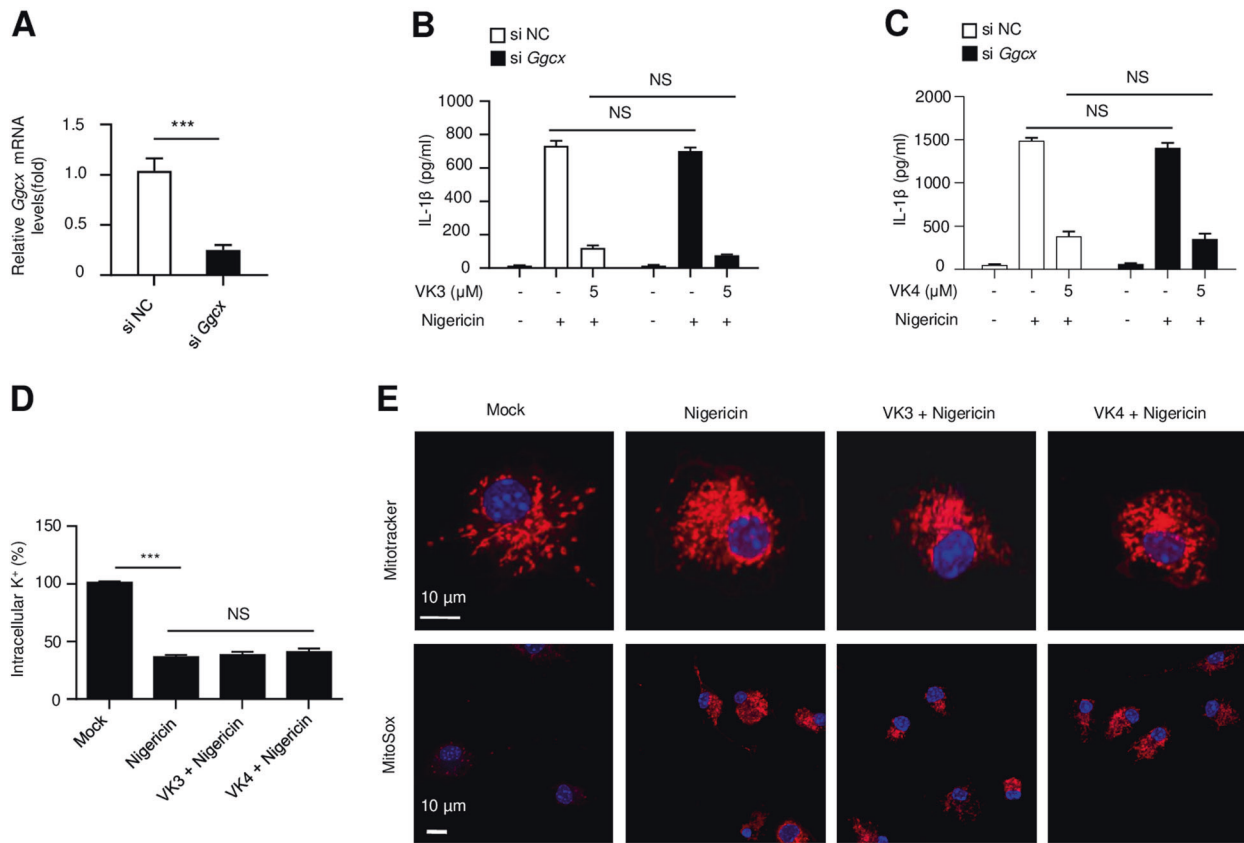 A
Relative Ggcx mRNA
levels(fold)
1.5
1.0
0.5
0
***
si NC
si Ggcx
B
si NC
si Ggcx
IL-1β (pg/ml)
1000
800
600
400
200
0
NS
NS
VK3 (μM) - - 5 - - 5
Nigericin - + + - + +
C
si NC
si Ggcx
IL-1β (pg/ml)
2000
1500
1000
500
0
NS
NS
VK4 (μM) - - 5 - - 5
Nigericin - + + - + +
D
Intracellular K⁺ (%)
150
100
50
0
***
NS
Mock
Nigericin
VK3 + Nigericin
VK4 + Nigericin
E
Mock Nigericin VK3 + Nigericin VK4 + Nigericin
Mitotracker
10 μm
MitoSox
10 μm